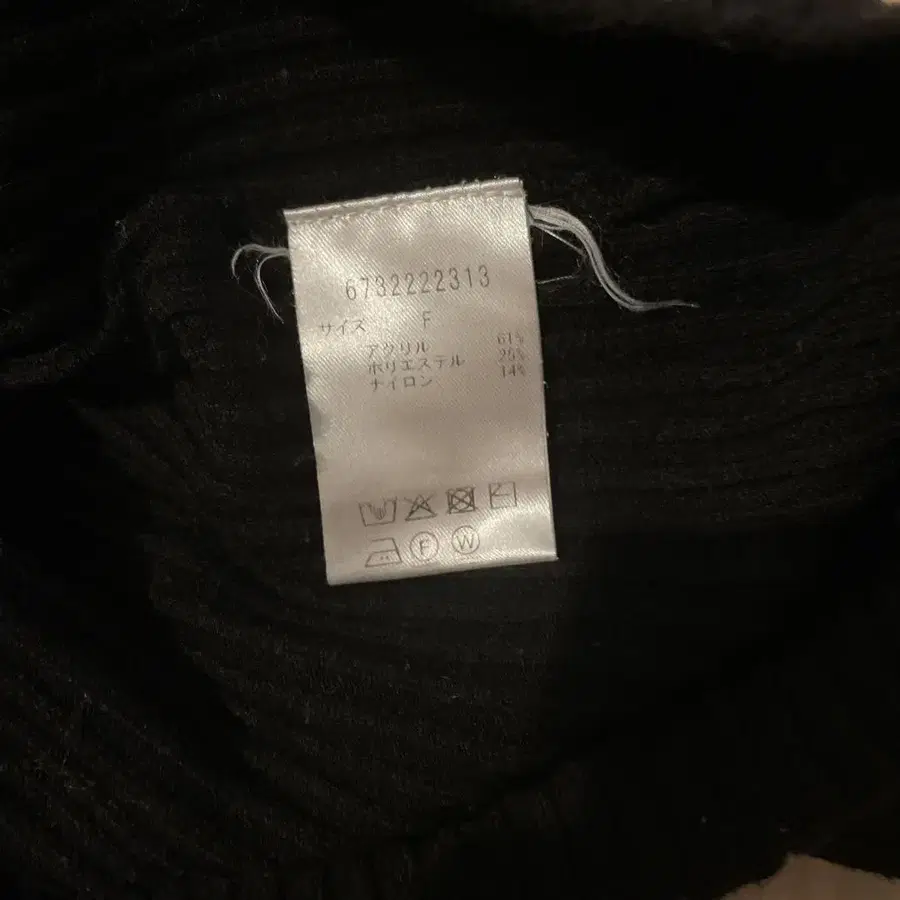 6732222313
サイズ F
アクリル 61%
ポリエステル 25%
ナイロン 14%
F W